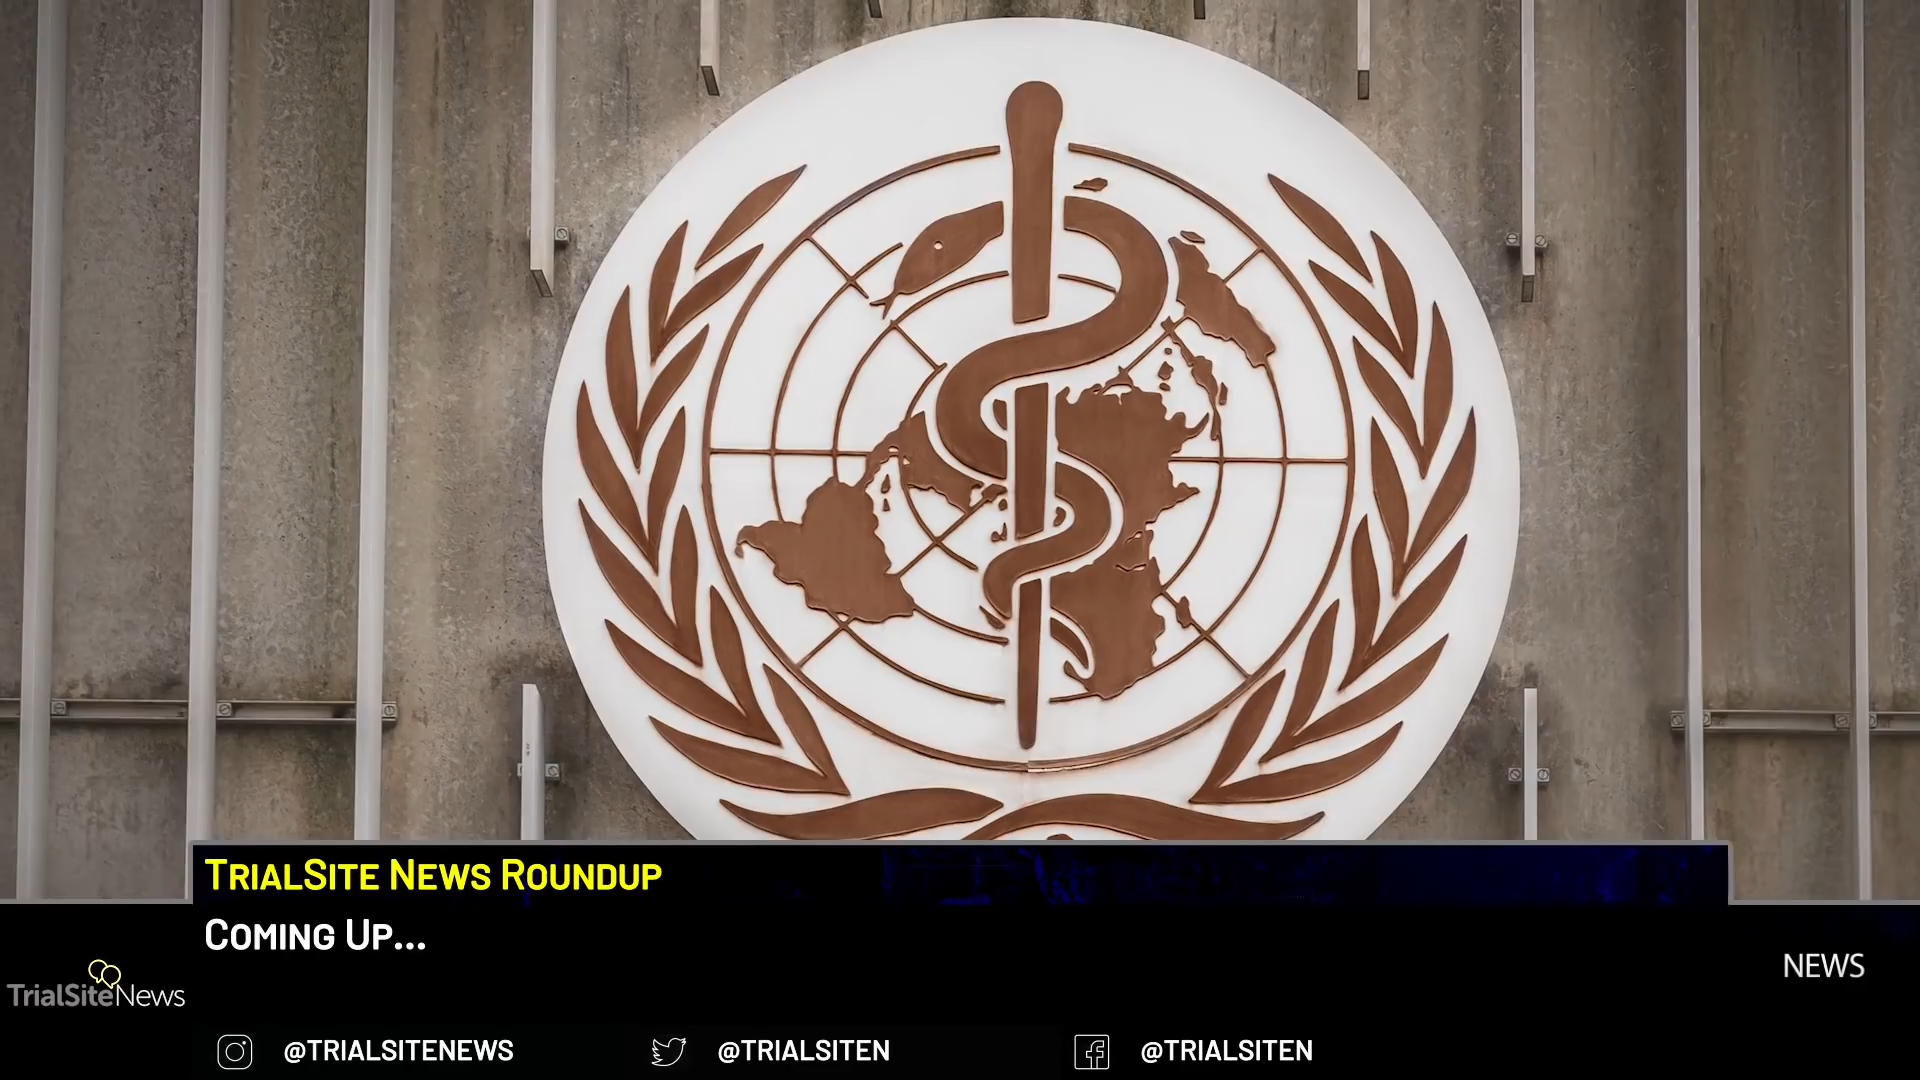 TrialSite News Roundup
Coming Up...
TrialSiteNews
NEWS
@TRIALSITENEWS
@TRIALSITEN
@TRIALSITEN